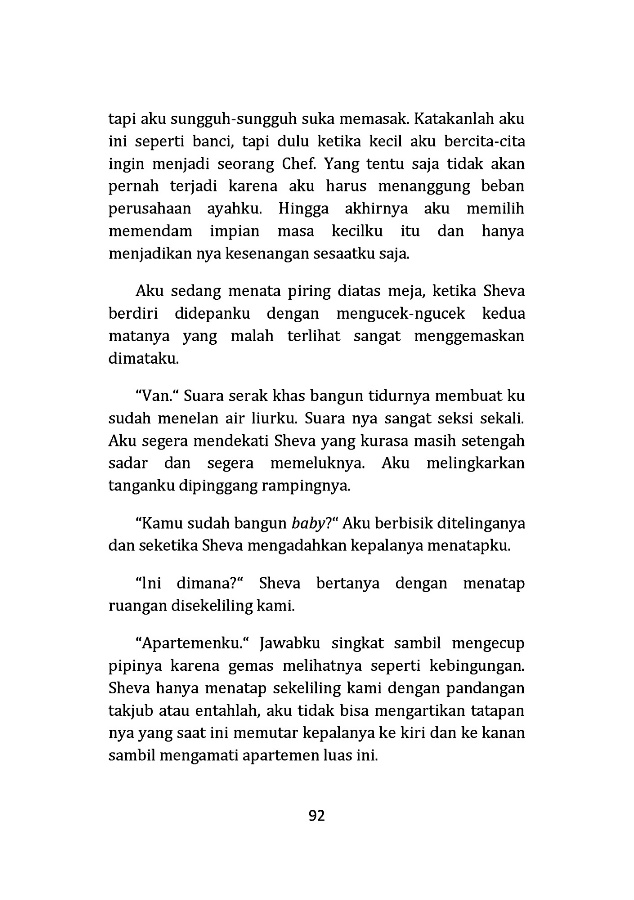 tapi aku sungguh-sungguh suka memasak. Katakanlah aku
ini seperti banci, tapi dulu ketika kecil aku bercita-cita
ingin menjadi seorang Chef. Yang tentu saja tidak akan
pernah terjadi karena aku harus menanggung beban
perusahaan ayahku. Hingga akhirnya aku memilih
memendam impian masa kecilku itu dan hanya
menjadikan nya kesenangan sesaatku saja.
Aku sedang menata piring diatas meja, ketika Sheva
berdiri didepanku dengan mengucek-ngucek kedua
matanya yang malah terlihat sangat menggemaskan
dimataku.
“Van.“ Suara serak khas bangun tidurnya membuat ku
sudah menelan air liurku. Suara nya sangat seksi sekali.
Aku segera mendekati Sheva yang kurasa masih setengah
sadar dan segera memeluknya. Aku melingkarkan
tanganku dipinggang rampingnya.
“Kamu sudah bangun baby?“ Aku berbisik ditelinganya
dan seketika Sheva mengadahkan kepalanya menatapku.
“Ini dimana?“ Sheva bertanya dengan menatap
ruangan disekeliling kami.
“Apartemenku.“ Jawabku singkat sambil mengecup
pipinya karena gemas melihatnya seperti kebingungan.
Sheva hanya menatap sekeliling kami dengan pandangan
takjub atau entahlah, aku tidak bisa mengartikan tatapan
nya yang saat ini memutar kepalanya ke kiri dan ke kanan
sambil mengamati apartemen luas ini.
92